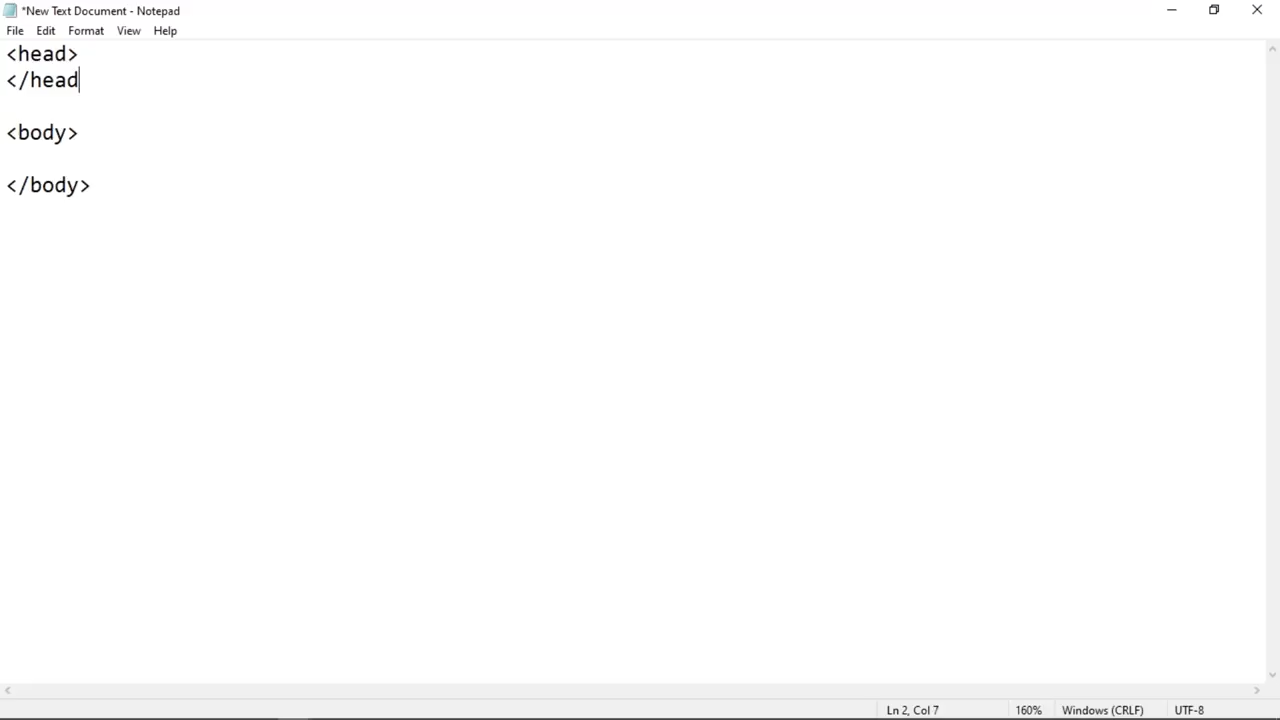 *New Text Document - Notepad
File Edit Format View Help
<head>
</head
<body>
</body>
Ln 2, Col 7 160% Windows (CRLF) UTF-8